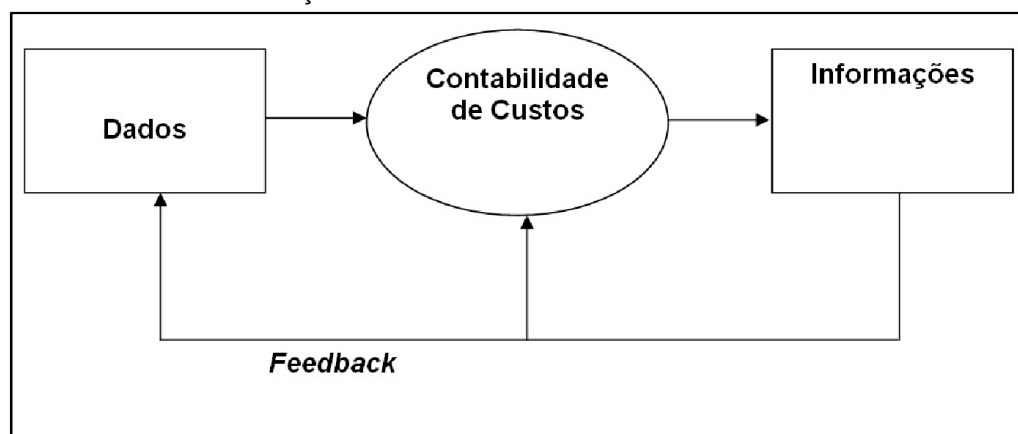 Dados
Contabilidade
de Custos
Informações
Feedback